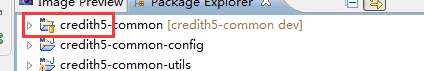 Image Preview Package Explorer
credith5-common [credith5-common dev]
credith5-common-config
credith5-common-utils